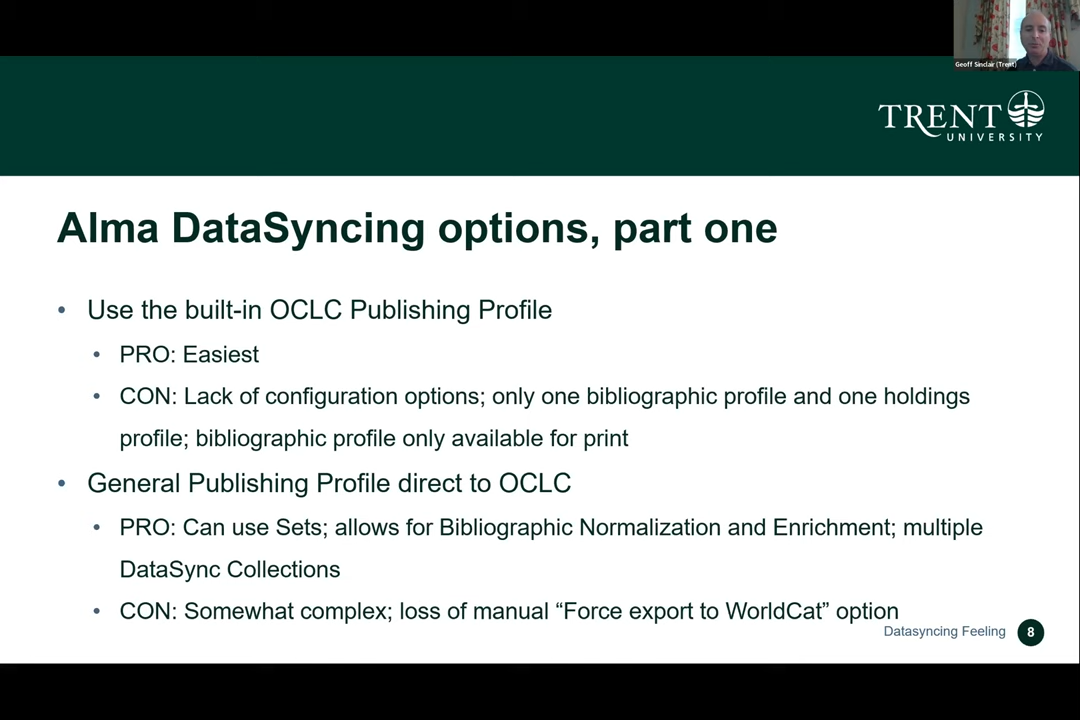 Geoff Sinclair (Trent)
TRENT
UNIVERSITY
Alma DataSyncing options, part one
• Use the built-in OCLC Publishing Profile
• PRO: Easiest
• CON: Lack of configuration options; only one bibliographic profile and one holdings
profile; bibliographic profile only available for print
• General Publishing Profile direct to OCLC
• PRO: Can use Sets; allows for Bibliographic Normalization and Enrichment; multiple
DataSync Collections
• CON: Somewhat complex; loss of manual “Force export to WorldCat” option
Datasyncing Feeling 8